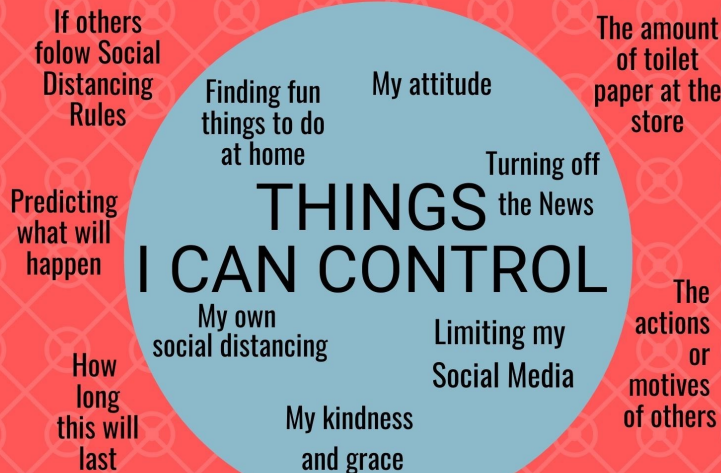 If others
folow Social
Distancing
Rules
Finding fun
things to do
at home
My attitude
The amount
of toilet
paper at the
store
Turning off
the News
Predicting
what will
happen
THINGS
I CAN CONTROL
My own
social distancing
Limiting my
Social Media
The
actions
or
motives
of others
How
long
this will
last
My kindness
and grace